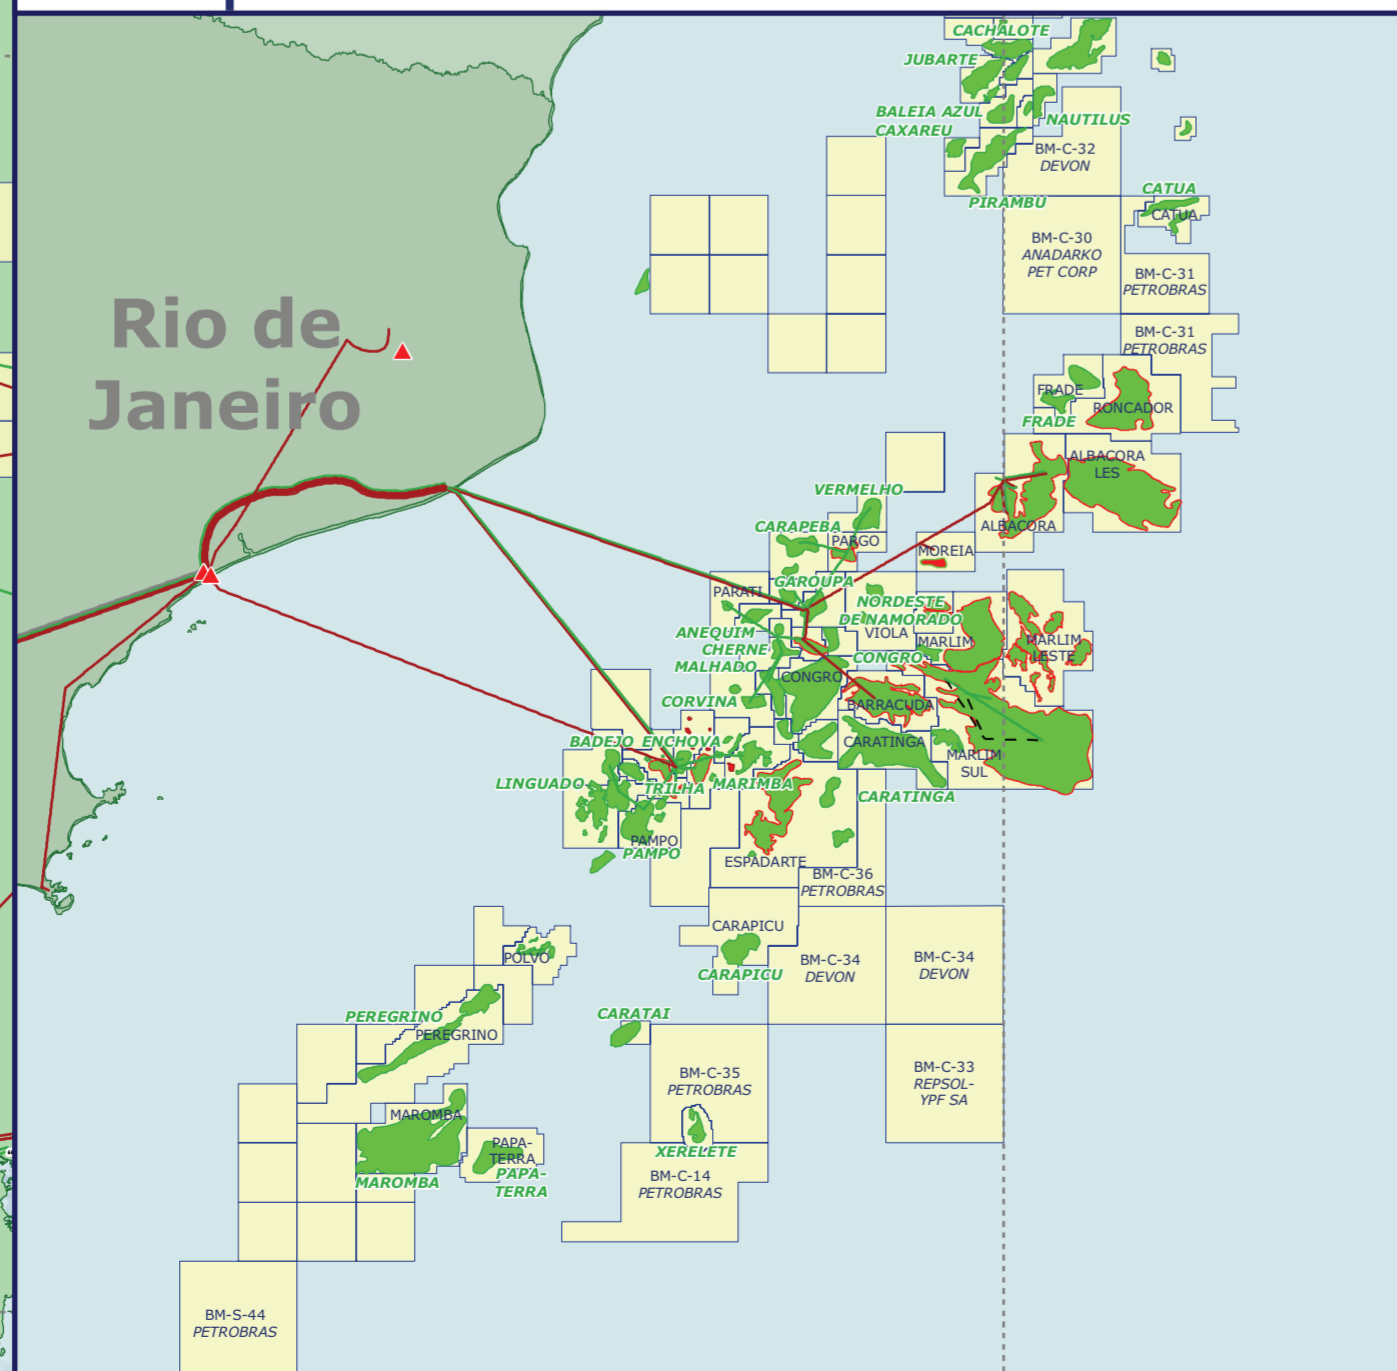 CACHALOTE
JUBARTE
BALEIA AZUL
NAUTILUS
CAXAREU
BM-C-32
DEVON
CATUA
PIRAMBU
CATUA
BM-C-30
ANADARKO
PET CORP
BM-C-31
PETROBRAS
Rio de
Janeiro
BM-C-31
PETROBRAS
FRADE
RONCADOR
FRADE
ALBACORA
LES
VERMELHO
CARAPEBA
ALBACORA
PARGO
MOREIA
GAROUPA
PARATI
NORDESTE
DE NAMORADO
ANEQUIM
VIOLA
MARLIM
MARLIM
LESTE
CHERNE
MALHADO
CONGRO
CONGRO
CORVINA
BARRACUDA
BADEJO
ENCHOVA
CARATINGA
MARLIM
SUL
LINGUADO
TRILHA
MARIMBA
CARATINGA
PAMPO
PAMPO
ESPADARTE
BM-C-36
PETROBRAS
CARAPICU
POLVO
BM-C-34
DEVON
BM-C-34
DEVON
CARAPICU
PEREGRINO
CARATAI
PEREGRINO
BM-C-35
PETROBRAS
BM-C-33
REPSOL-
YPF SA
MAROMBA
PAPA-
TERRA
XERELETE
MAROMBA
PAPA-
TERRA
BM-C-14
PETROBRAS
BM-S-44
PETROBRAS